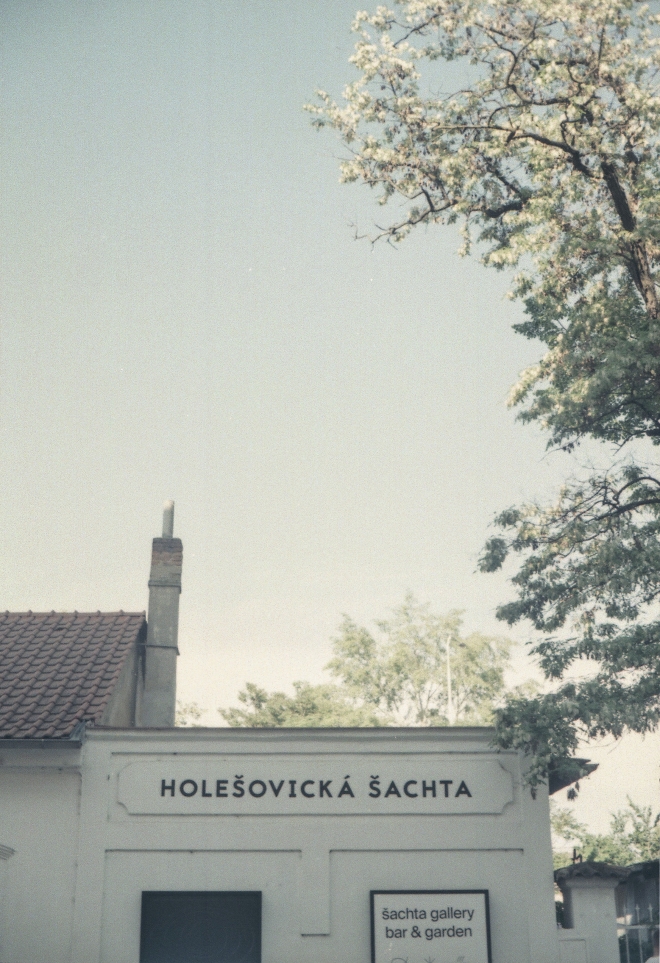 HOLEŠOVICKÁ ŠACHTA
šachta gallery
bar & garden